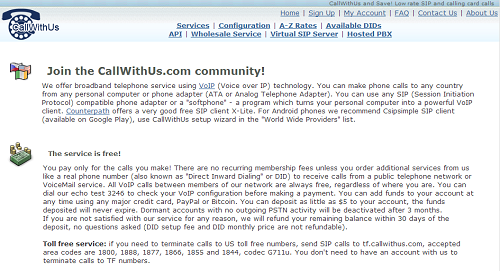 CallWithUs and Save! Low rate SIP and calling card calls
CallWithUs
Home | Sign Up | My Account | FAQ | Contact Us | About Us
Services | Configuration | A-Z Rates | Available DIDs
API | Wholesale Service | Virtual SIP Server | Hosted PBX
Join the CallWithUs.com community!
We offer broadband telephone service using VoIP (Voice over IP) technology. You can make phone calls to any country
from any personal computer or phone adapter (ATA or Analog Telephone Adapter). You can use any SIP (Session Initiation
Protocol) compatible phone adapter or a "softphone" - a program which turns your personal computer into a powerful VoIP
client. Counterpath offers a very good free SIP client X-Lite. For Android phones we recommend Csipsimple SIP client
(available on Google Play), use CallWithUs setup wizard in the "World Wide Providers" list.
The service is free!
You pay only for the calls you make! There are no recurring membership fees unless you order additional services from us
like a real phone number (also known as "Direct Inward Dialing" or DID) to receive calls from a public telephone network or
VoiceMail service. All VoIP calls between members of our network are always free, regardless of where you are. You can
dial our echo test 3246 to check your VoIP configuration before making a payment. You can add funds to your account at
any time using any major credit card, PayPal or Bitcoin. You can deposit as little as $5 to your account, the funds
deposited will never expire. Dormant accounts with no outgoing PSTN activity will be deactivated after 3 months.
If you are not satisfied with our service for any reason, we will refund your remaining balance within 30 days of the
deposit, no questions asked (DID setup fee and DID monthly price are not refundable).
Toll free service: if you need to terminate calls to US toll free numbers, send SIP calls to tf.callwithus.com, accepted
area codes are 1800, 1888, 1877, 1866, 1855 and 1844, codec G711u. You don't need to have an account with us to
terminate calls to TF numbers.